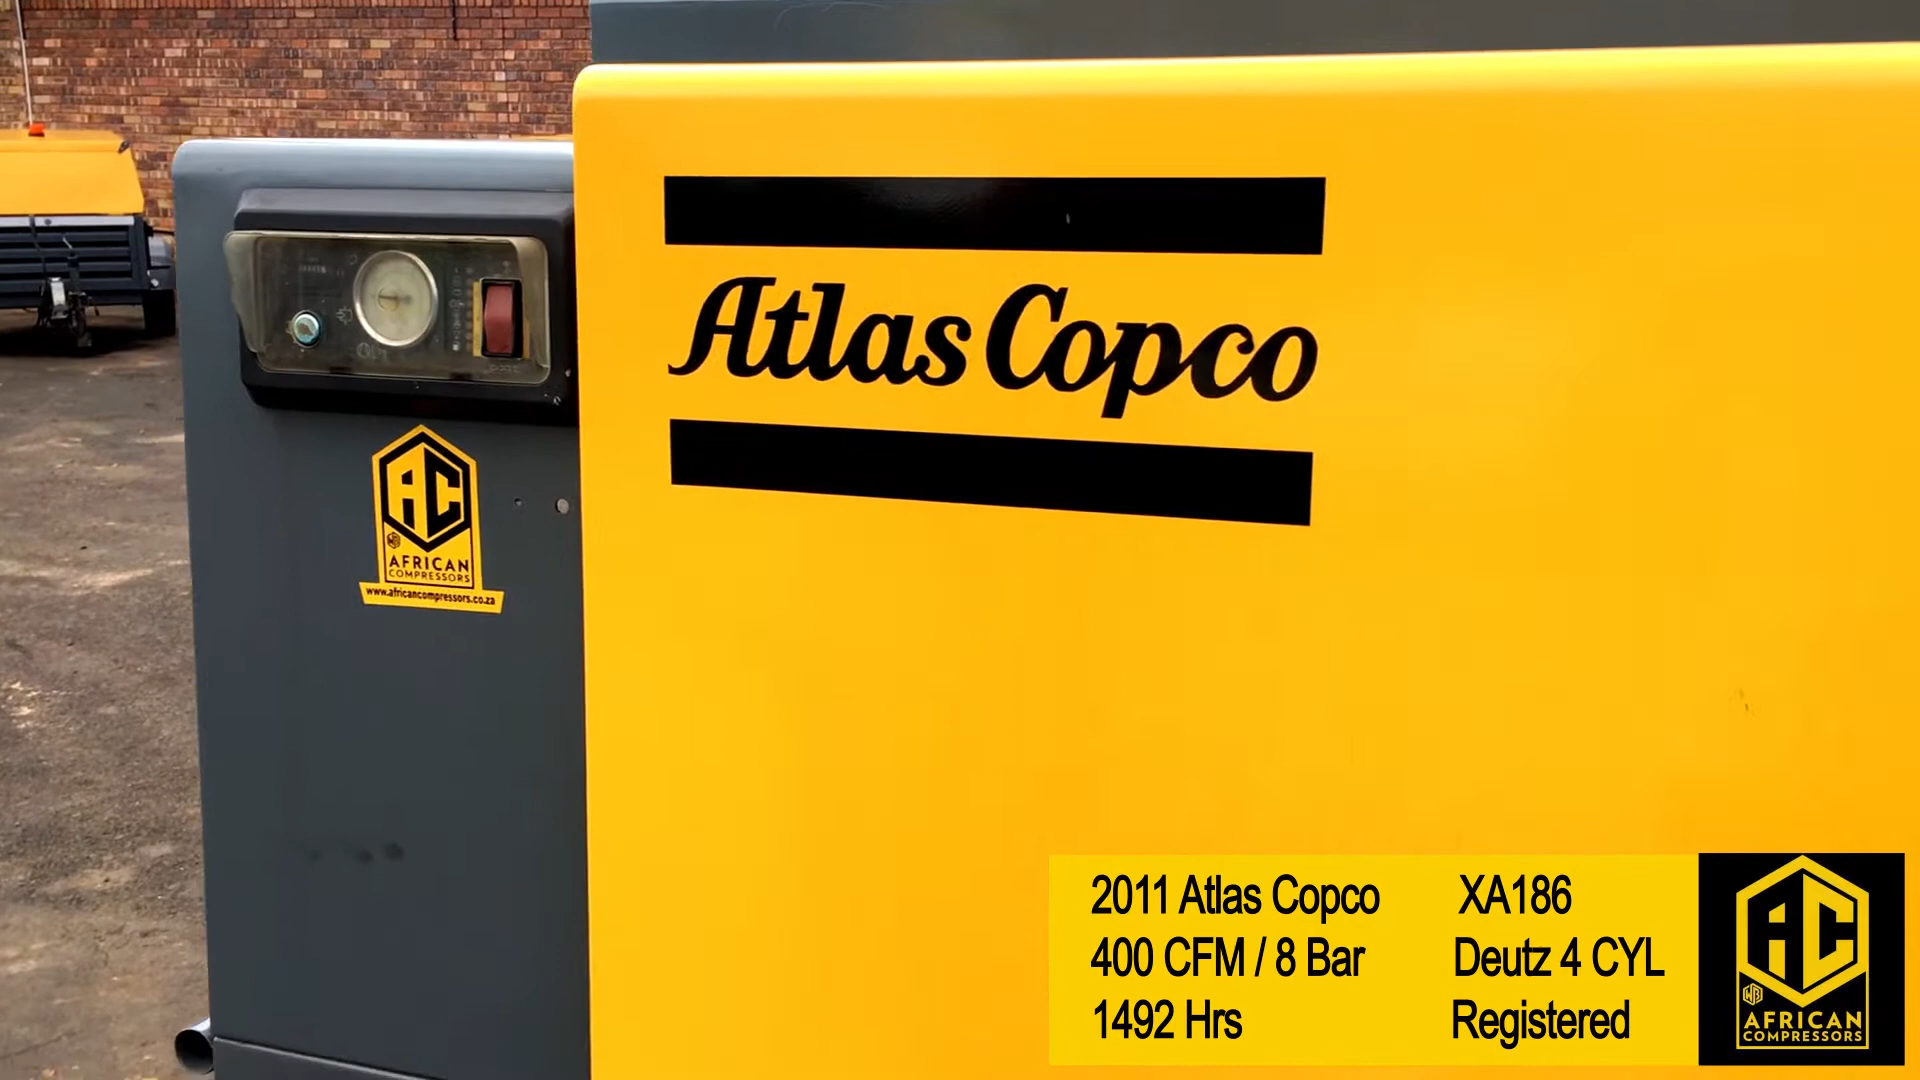 Atlas Copco
AC
AFRICAN
COMPRESSORS
www.africancompressors.co.za
2011 Atlas Copco XA186
400 CFM / 8 Bar Deutz 4 CYL
1492 Hrs Registered
AC
WB
AFRICAN
COMPRESSORS